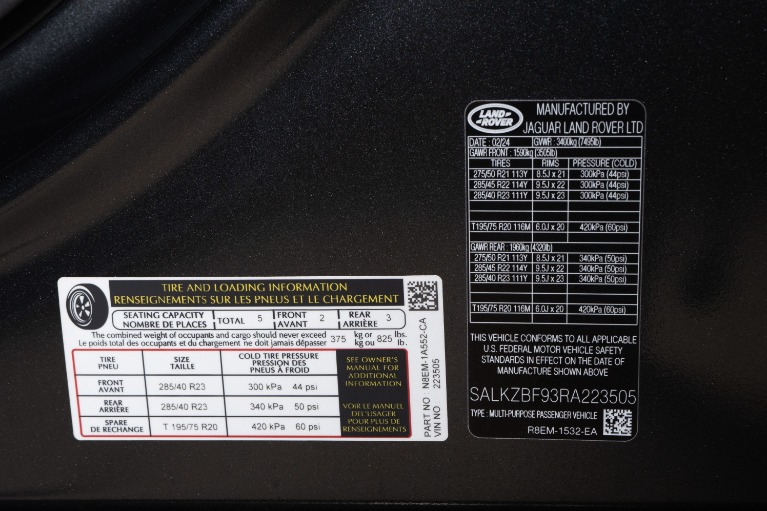 TIRE AND LOADING INFORMATION
RENSEIGNEMENTS SUR LES PNEUS ET LE CHARGEMENT
SEATING CAPACITY
NOMBRE DE PLACES
TOTAL 5
FRONT
AVANT 2
REAR
ARRIÈRE 3
The combined weight of occupants and cargo should never exceed 375 kg or 825 lbs.
Le poids total des occupants et du chargement ne doit jamais dépasser kg ou lb.
TIRE
PNEU
SIZE
TAILLE
COLD TIRE PRESSURE
PRESSION DES
PNEUS À FROID
FRONT
AVANT
285/40 R23
300 kPa 44 psi
REAR
ARRIÈRE
285/40 R23
340 kPa 50 psi
SPARE
DE RECHANGE
T 195/75 R20
420 kPa 60 psi
SEE OWNER'S
MANUAL FOR
ADDITIONAL
INFORMATION
VOIR LE MANUEL
DE L'USAGER
POUR PLUS DE
RENSEIGNEMENTS
PART NO N8EM-1A552-CA
VIN NO 223505
LAND
ROVER
MANUFACTURED BY
JAGUAR LAND ROVER LTD
DATE : 02/24 GVWR : 3400kg (7495lb)
GAWR FRONT : 1590kg (3505lb)
TIRES RIMS PRESSURE (COLD)
275/50 R21 113Y 8.5J x 21 300kPa (44psi)
285/45 R22 114Y 9.5J x 22 300kPa (44psi)
285/40 R23 111Y 9.5J x 23 300kPa (44psi)
T195/75 R20 116M 6.0J x 20 420kPa (60psi)
GAWR REAR : 1960kg (4320lb)
275/50 R21 113Y 8.5J x 21 340kPa (50psi)
285/45 R22 114Y 9.5J x 22 340kPa (50psi)
285/40 R23 111Y 9.5J x 23 340kPa (50psi)
T195/75 R20 116M 6.0J x 20 420kPa (60psi)
THIS VEHICLE CONFORMS TO ALL APPLICABLE
U.S. FEDERAL MOTOR VEHICLE SAFETY
STANDARDS IN EFFECT ON THE DATE OF
MANUFACTURE SHOWN ABOVE
SALKZBF93RA223505
TYPE : MULTI-PURPOSE PASSENGER VEHICLE
R8EM-1532-EA